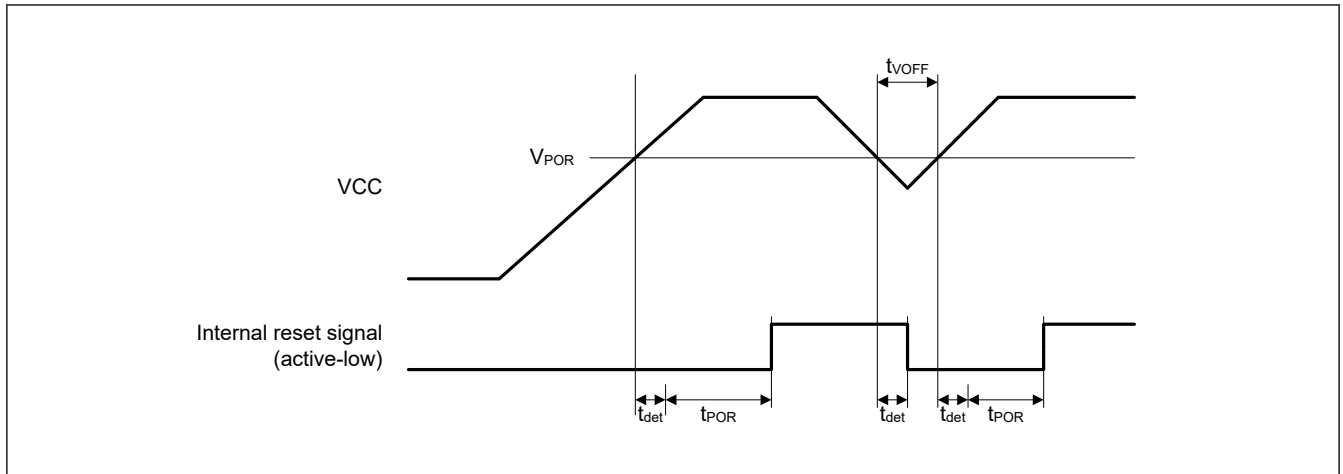 tVOFF
VPOR
VCC
Internal reset signal
(active-low)
tdet tPOR tdet tdet tPOR